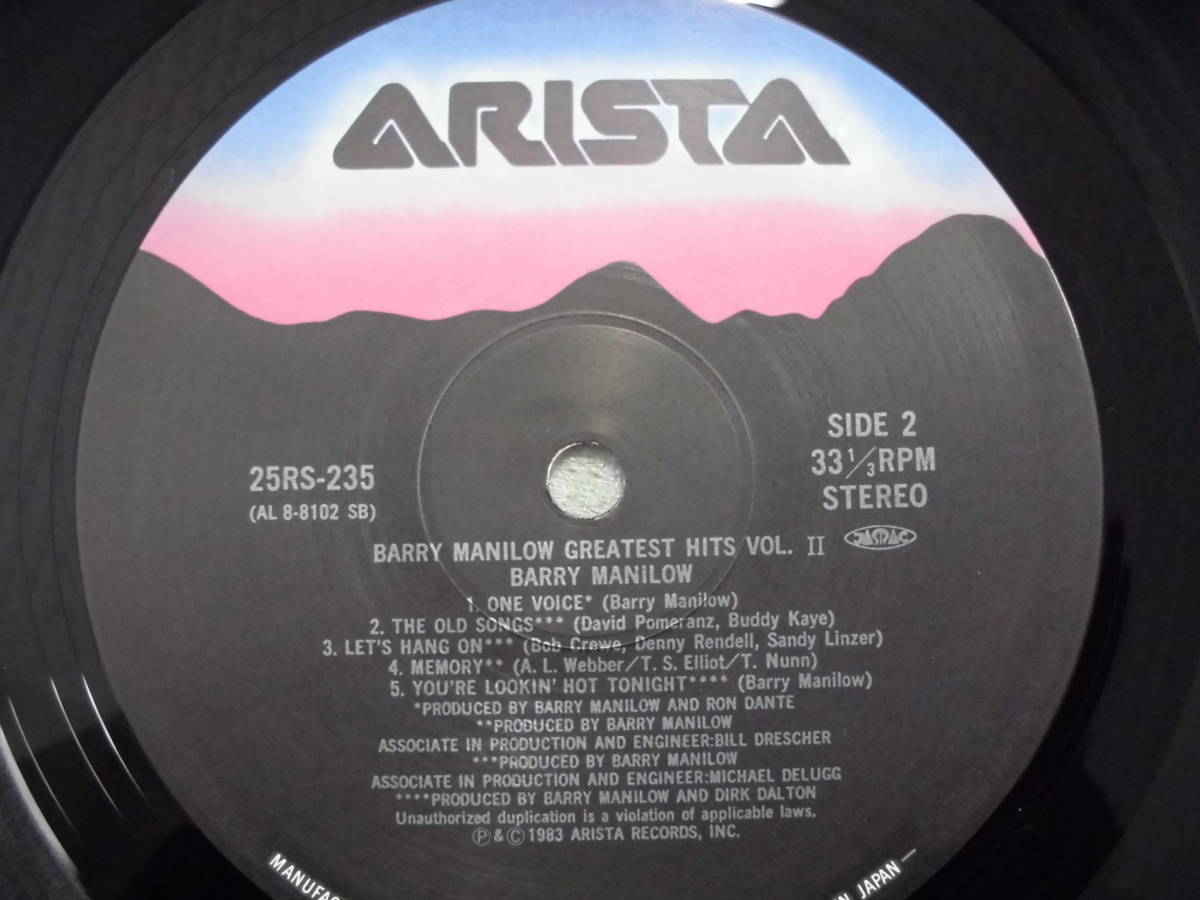 ARISTA
25RS-235
(AL 8-8102 SB)
SIDE 2
33 1/3 RPM
STEREO
BARRY MANILOW GREATEST HITS VOL. II JASRAC
BARRY MANILOW
1. ONE VOICE* (Barry Manilow)
2. THE OLD SONGS*** (David Pomeranz, Buddy Kaye)
3. LET'S HANG ON*** (Bob Crewe, Denny Rendell, Sandy Linzer)
4. MEMORY** (A. L. Webber/T. S. Elliot/T. Nunn)
5. YOU'RE LOOKIN' HOT TONIGHT**** (Barry Manilow)
*PRODUCED BY BARRY MANILOW AND RON DANTE
**PRODUCED BY BARRY MANILOW
ASSOCIATE IN PRODUCTION AND ENGINEER:BILL DRESCHER
***PRODUCED BY BARRY MANILOW
ASSOCIATE IN PRODUCTION AND ENGINEER:MICHAEL DELUGG
****PRODUCED BY BARRY MANILOW AND DIRK DALTON
Unauthorized duplication is a violation of applicable laws.
Ⓟ & Ⓒ 1983 ARISTA RECORDS, INC.
JAPAN—